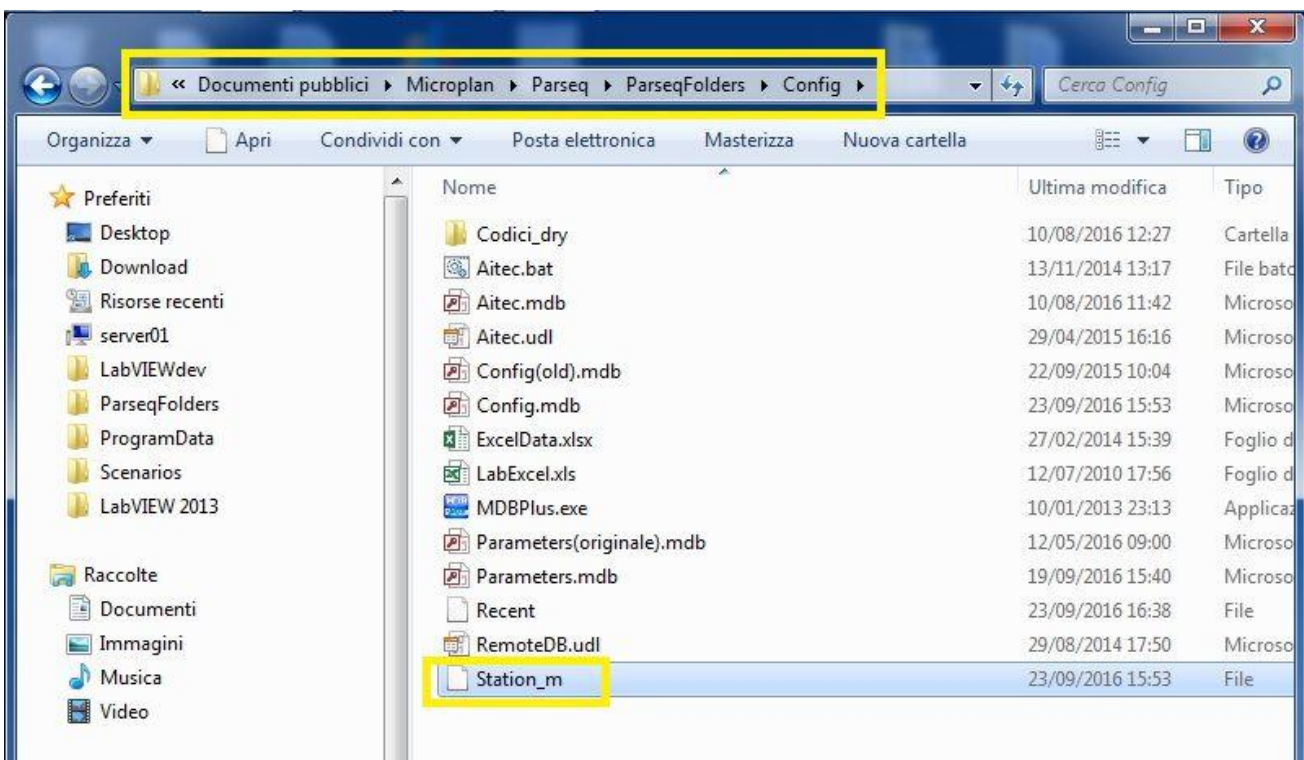 « Documenti pubblici ▸ Microplan ▸ Parseq ▸ ParseqFolders ▸ Config ▸
Cerca Config
Organizza Apri Condividi con Posta elettronica Masterizza Nuova cartella
Preferiti
Desktop
Download
Risorse recenti
server01
LabVIEWdev
ParseqFolders
ProgramData
Scenarios
LabVIEW 2013
Raccolte
Documenti
Immagini
Musica
Video
Nome Ultima modifica Tipo
Codici_dry 10/08/2016 12:27 Cartella
Aitec.bat 13/11/2014 13:17 File batc
Aitec.mdb 10/08/2016 11:42 Microso
Aitec.udl 29/04/2015 16:16 Microso
Config(old).mdb 22/09/2015 10:04 Microso
Config.mdb 23/09/2016 15:53 Microso
ExcelData.xlsx 27/02/2014 15:39 Foglio d
LabExcel.xls 12/07/2010 17:56 Foglio d
MDBPlus.exe 10/01/2013 23:13 Applicaz
Parameters(originale).mdb 12/05/2016 09:00 Microso
Parameters.mdb 19/09/2016 15:40 Microso
Recent 23/09/2016 16:38 File
RemoteDB.udl 29/08/2014 17:50 Microso
Station_m 23/09/2016 15:53 File